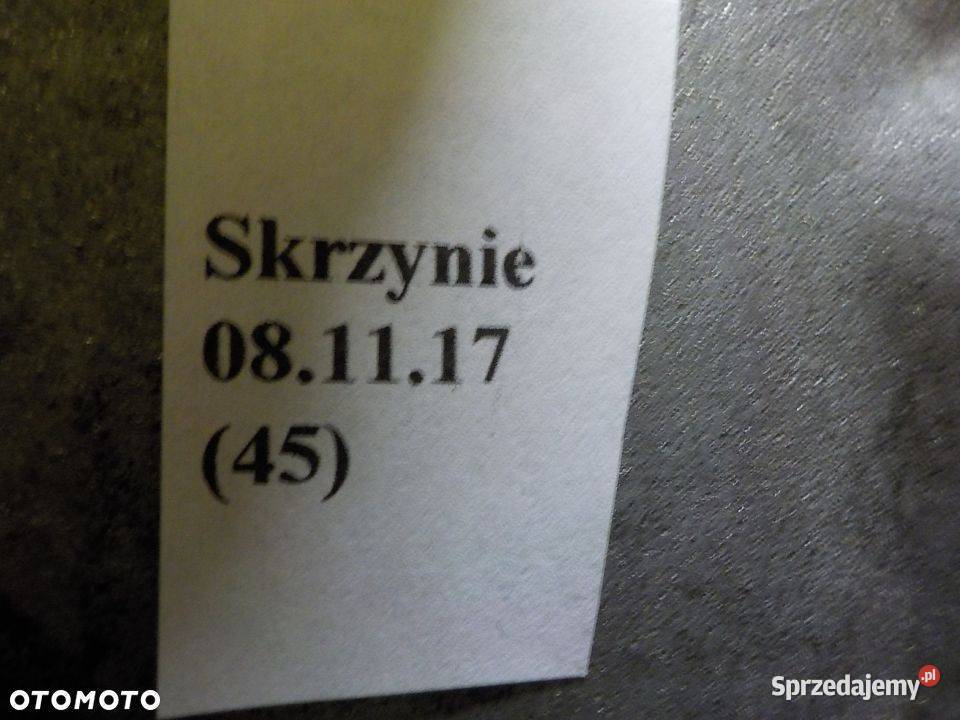 Skrzynie
08.11.17
(45)
OTOMOTO
Sprzedajemy.pl